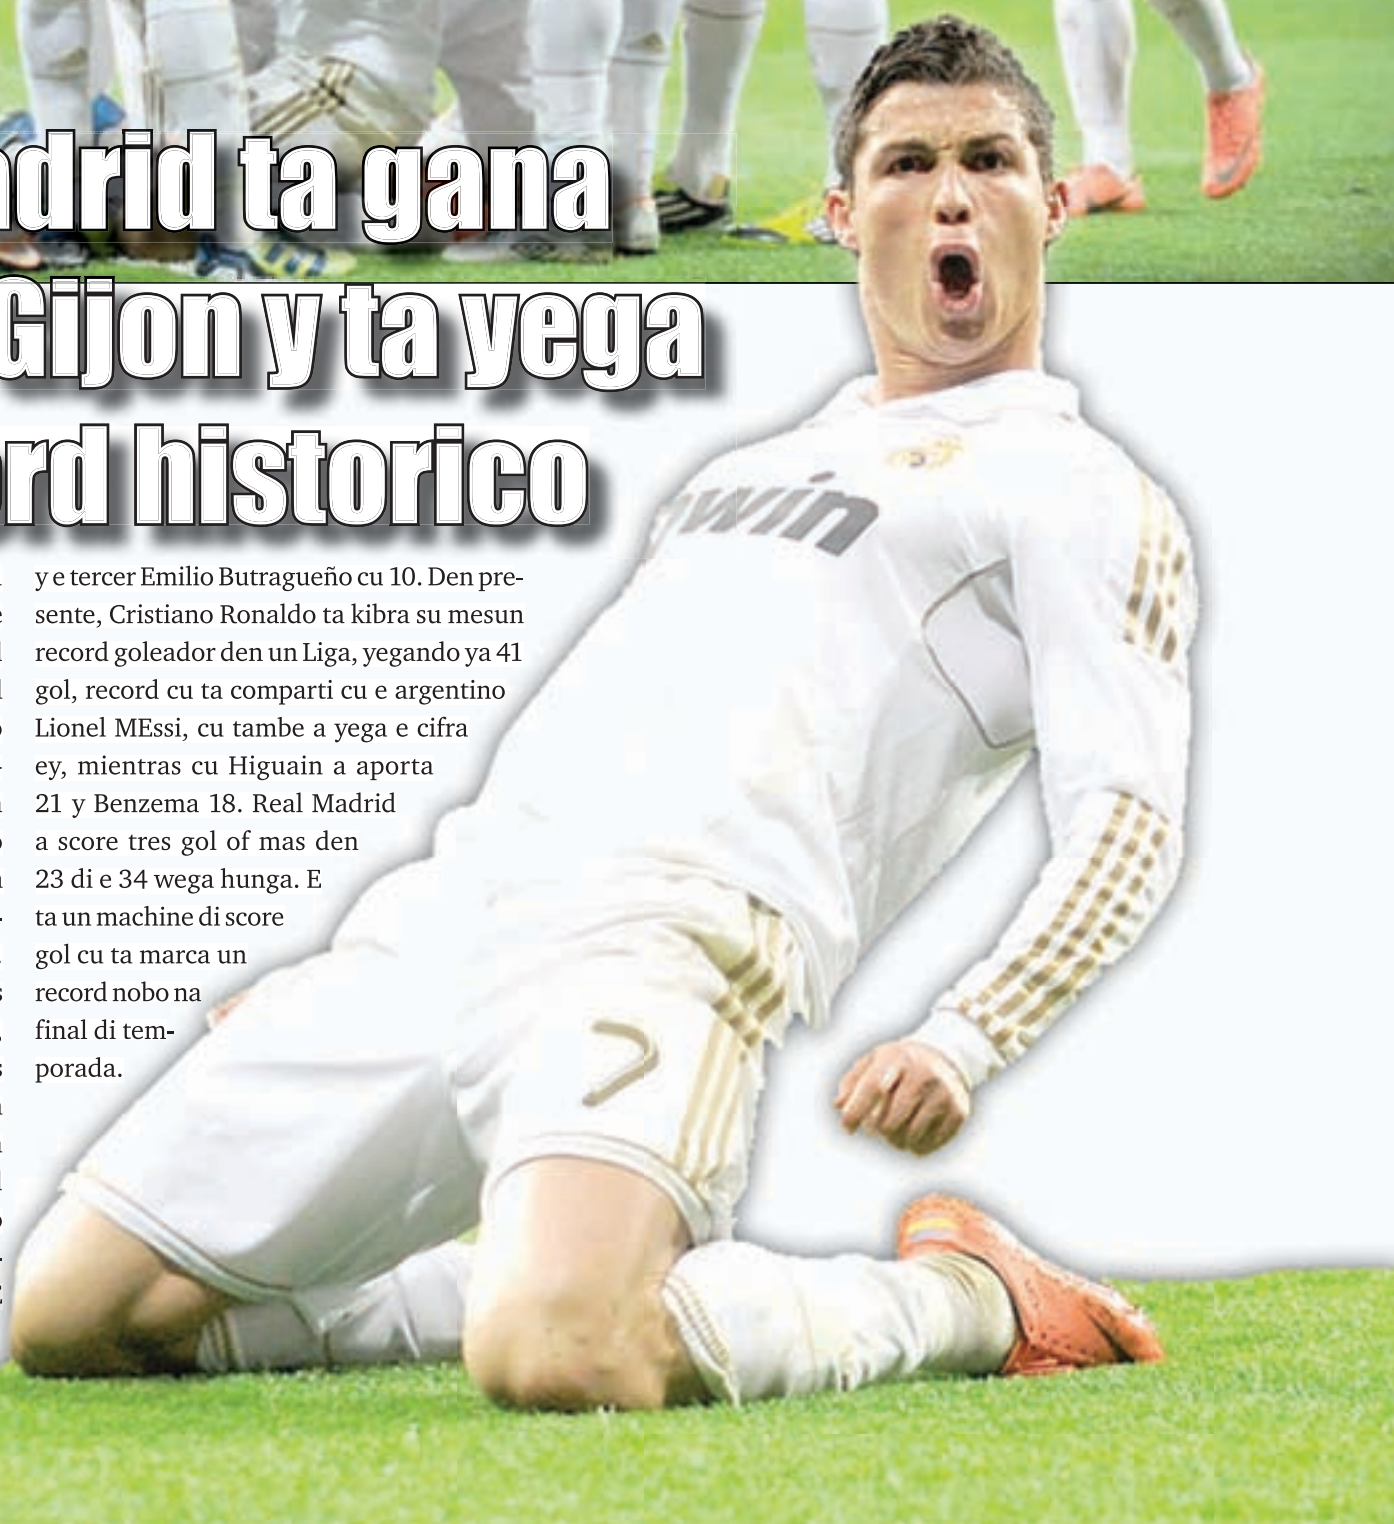 adrid ta gana
Gijon y ta yega
ord historico
y e tercer Emilio Butragueño cu 10. Den pre-
sente, Cristiano Ronaldo ta kibra su mesun
record goleador den un Liga, yegando ya 41
gol, record cu ta comparti cu e argentino
Lionel MEssi, cu tambe a yega e cifra
ey, mientras cu Higuain a aporta
21 y Benzema 18. Real Madrid
a score tres gol of mas den
23 di e 34 wega hunga. E
ta un machine di score
gol cu ta marca un
record nobo na
final di tem-
porada.
win
7